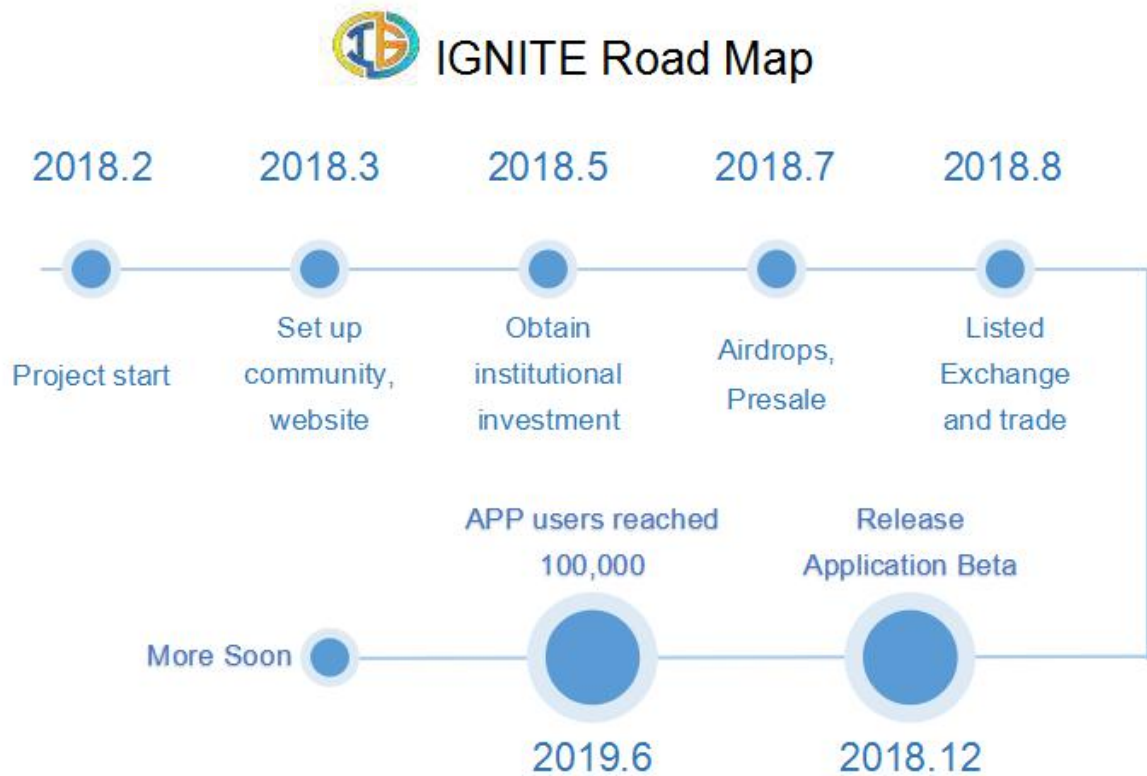 IG
IGNITE Road Map
2018.2
2018.3
2018.5
2018.7
2018.8
Project start
Set up
community,
website
Obtain
institutional
investment
Airdrops,
Presale
Listed
Exchange
and trade
Release
Application Beta
2018.12
APP users reached
100,000
2019.6
More Soon